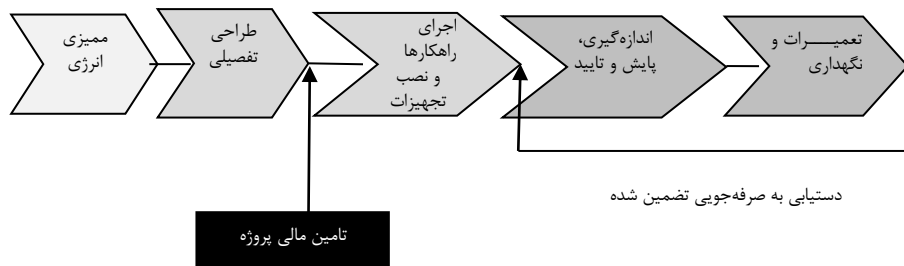 ممیزی
انرژی
طراحی
تفصیلی
اجرای
راهکارها
و نصب
تجهیزات
اندازه‌گیری،
پایش و تایید
تعمیــــرات و
نگهداری
دستیابی به صرفه‌جویی تضمین شده
تامین مالی پروژه